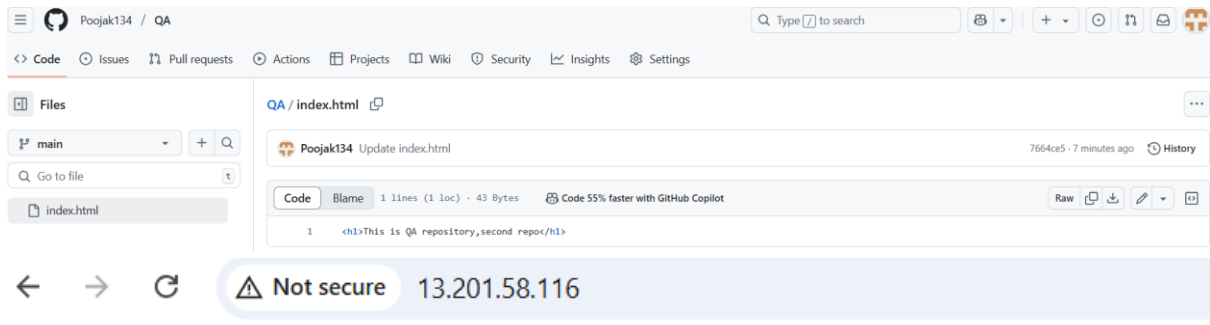 Poojak134 / QA Type / to search
Code Issues Pull requests Actions Projects Wiki Security Insights Settings
Files
QA / index.html
main
Poojak134 Update index.html 7664ce5 · 7 minutes ago History
Go to file t
Code Blame 1 lines (1 loc) · 43 Bytes Code 55% faster with GitHub Copilot Raw
index.html
1 <h1>This is QA repository,second repo</h1>
Not secure 13.201.58.116